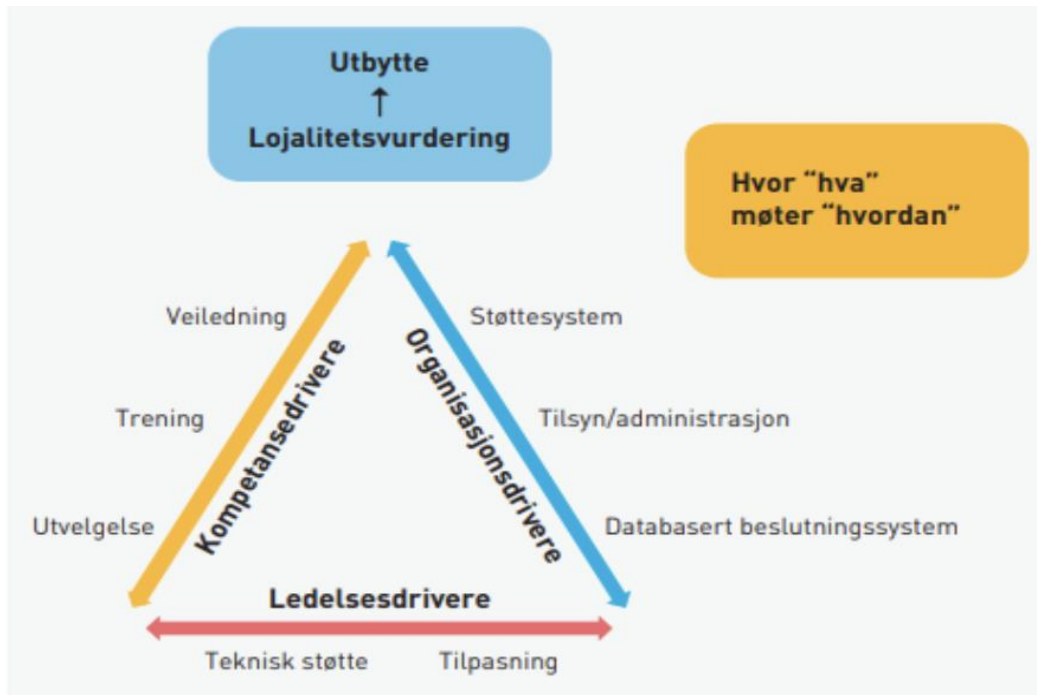 Utbytte
↑
Lojalitetsvurdering
Hvor “hva”
møter “hvordan”
Veiledning
Trening
Utvelgelse
Kompetansedrivere
Organisasjonsdrivere
Støttesystem
Tilsyn/administrasjon
Databasert beslutningssystem
Ledelsesdrivere
Teknisk støtte
Tilpasning